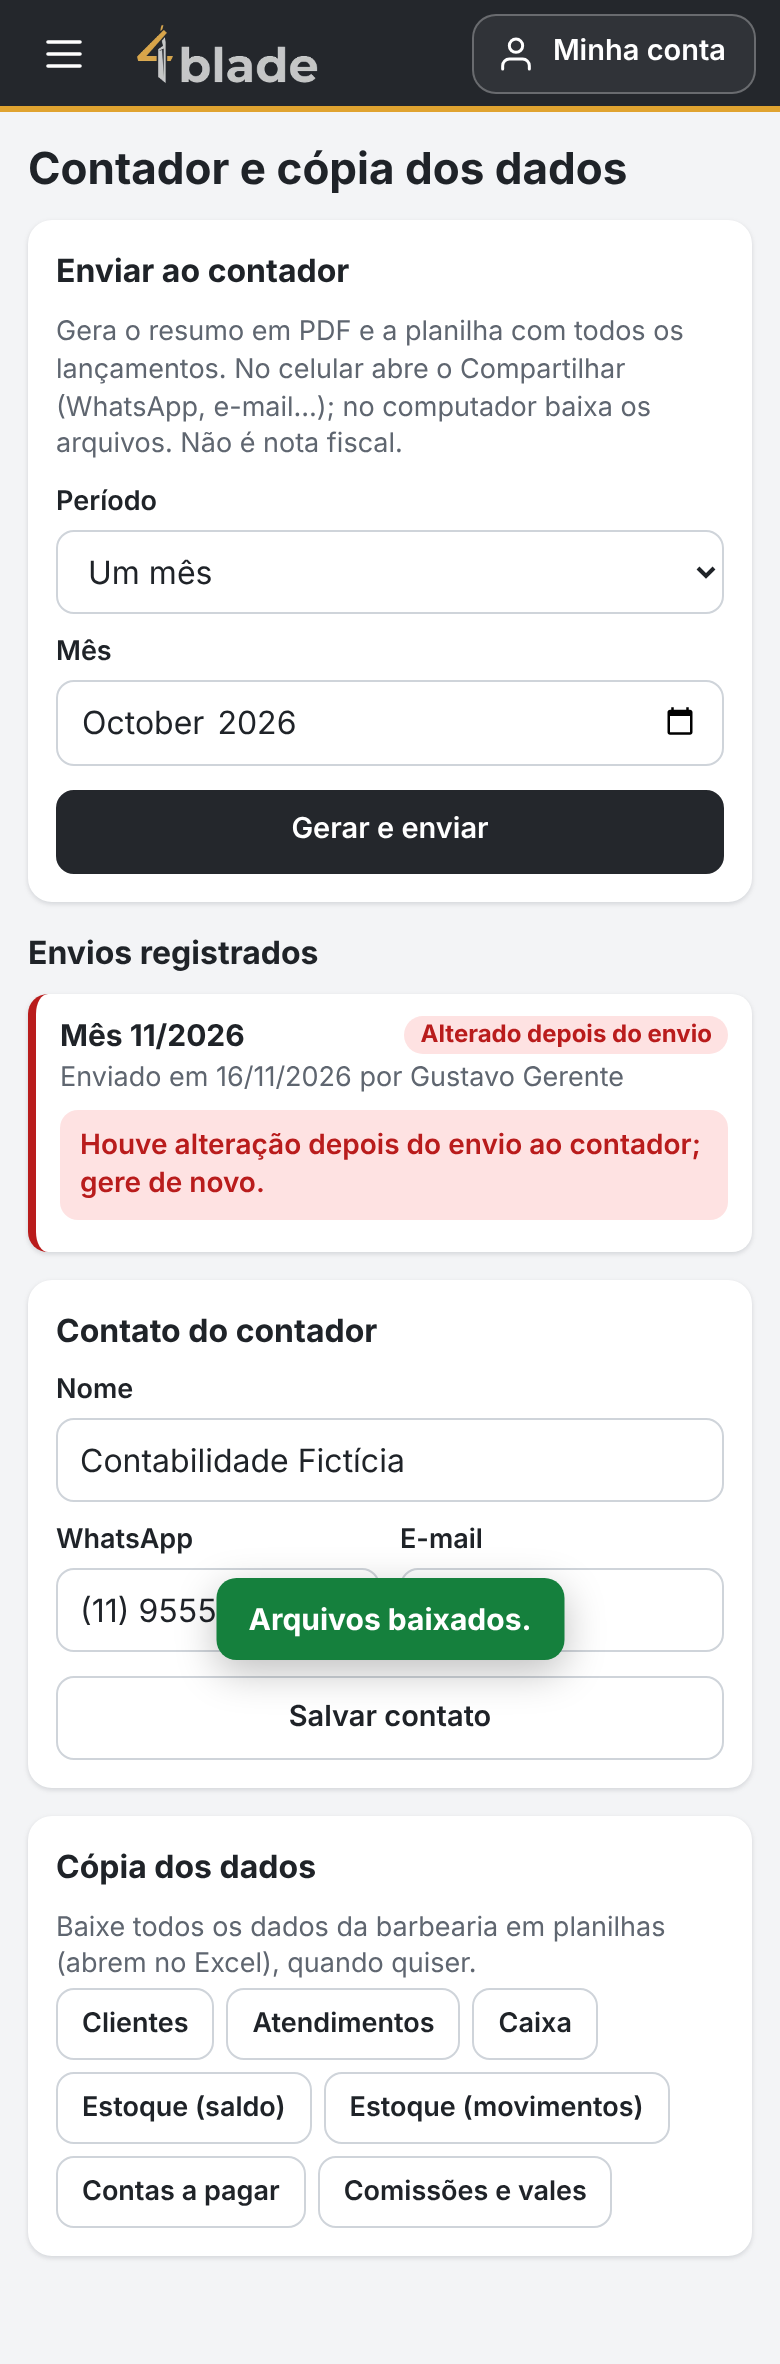 4blade
Minha conta
Contador e cópia dos dados
Enviar ao contador
Gera o resumo em PDF e a planilha com todos os
lançamentos. No celular abre o Compartilhar
(WhatsApp, e-mail...); no computador baixa os
arquivos. Não é nota fiscal.
Período
Um mês
Mês
October 2026
Gerar e enviar
Envios registrados
Mês 11/2026
Alterado depois do envio
Enviado em 16/11/2026 por Gustavo Gerente
Houve alteração depois do envio ao contador;
gere de novo.
Contato do contador
Nome
Contabilidade Fictícia
WhatsApp
E-mail
(11) 9555
Arquivos baixados.
Salvar contato
Cópia dos dados
Baixe todos os dados da barbearia em planilhas
(abrem no Excel), quando quiser.
Clientes
Atendimentos
Caixa
Estoque (saldo)
Estoque (movimentos)
Contas a pagar
Comissões e vales